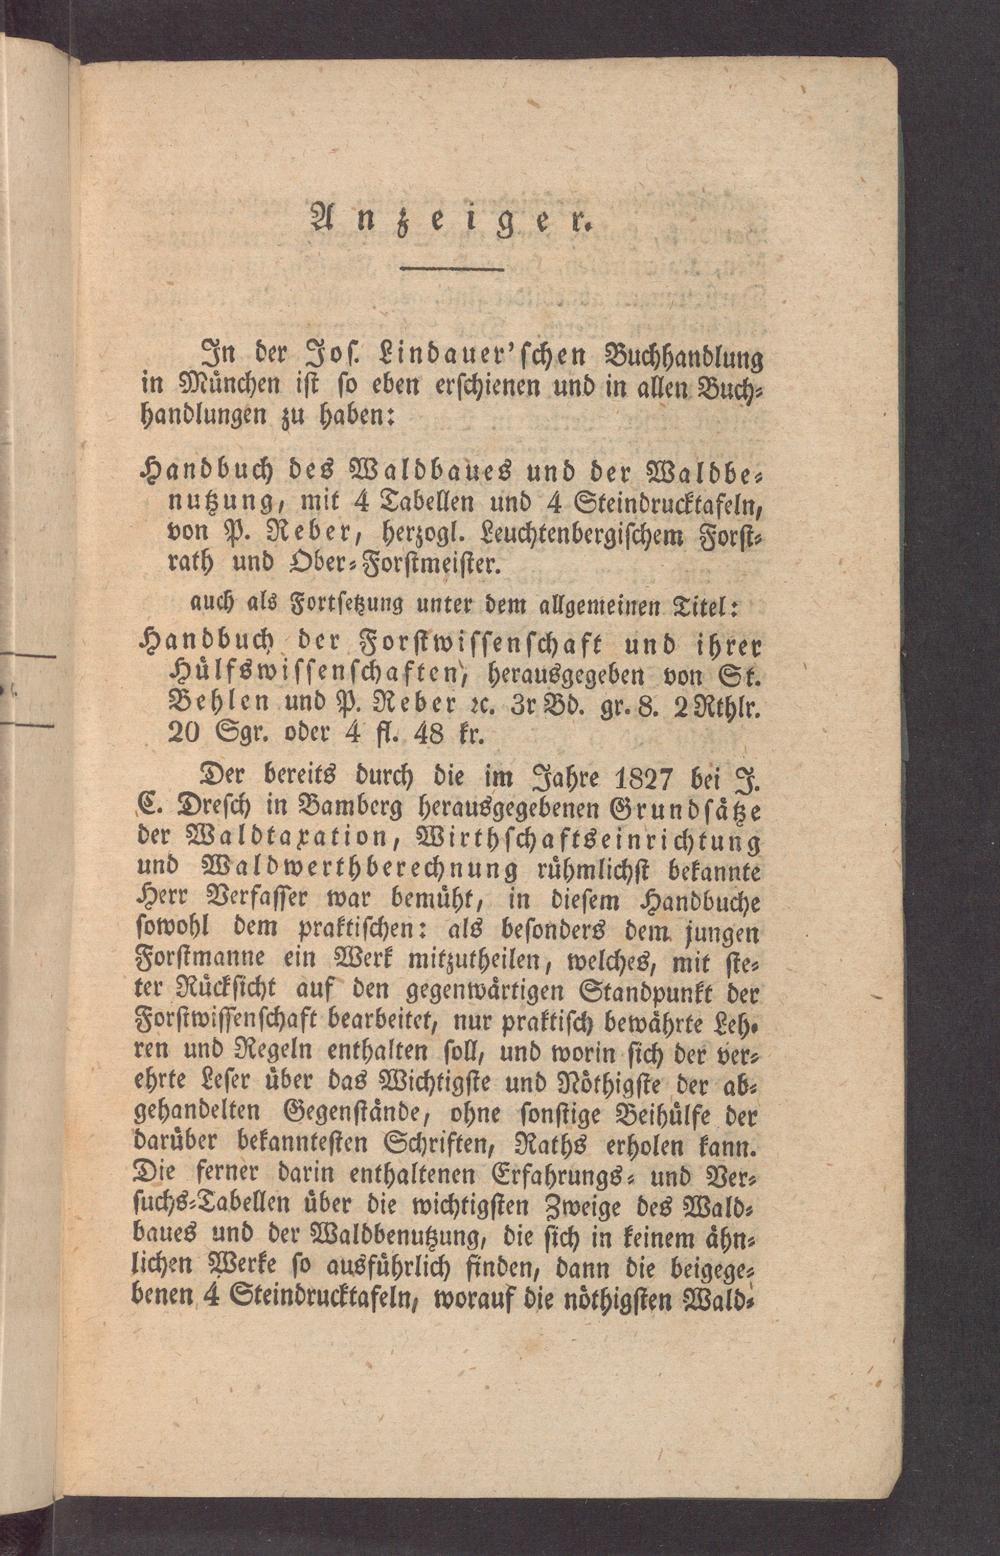 Anzeiger.
In der Jos. Lindauer'schen Buchhandlung
in München ist so eben erschienen und in allen Buch-
handlungen zu haben:
Handbuch des Waldbaues und der Waldbe-
nutzung, mit 4 Tabellen und 4 Steindrucktafeln,
von P. Reber, herzogl. Leuchtenbergischem Forst-
rath und Ober-Forstmeister.
auch als Fortsetzung unter dem allgemeinen Titel:
Handbuch der Forstwissenschaft und ihrer
Hülfswissenschaften, herausgegeben von St.
Behlen und P. Reber ꝛc. 3r Bd. gr. 8. 2 Rthlr.
20 Sgr. oder 4 fl. 48 kr.
Der bereits durch die im Jahre 1827 bei J.
C. Dresch in Bamberg herausgegebenen Grundsätze
der Waldtaxation, Wirthschaftseinrichtung
und Waldwerthberechnung rühmlichst bekannte
Herr Verfasser war bemüht, in diesem Handbuche
sowohl dem praktischen: als besonders dem jungen
Forstmanne ein Werk mitzutheilen, welches, mit ste-
ter Rücksicht auf den gegenwärtigen Standpunkt der
Forstwissenschaft bearbeitet, nur praktisch bewährte Leh-
ren und Regeln enthalten soll, und worin sich der ver-
ehrte Leser über das Wichtigste und Nöthigste der ab-
gehandelten Gegenstände, ohne sonstige Beihülfe der
darüber bekanntesten Schriften, Raths erholen kann.
Die ferner darin enthaltenen Erfahrungs- und Ver-
suchs-Tabellen über die wichtigsten Zweige des Wald-
baues und der Waldbenutzung, die sich in keinem ähn-
lichen Werke so ausführlich finden, dann die beigege-
benen 4 Steindrucktafeln, worauf die nöthigsten Wald-